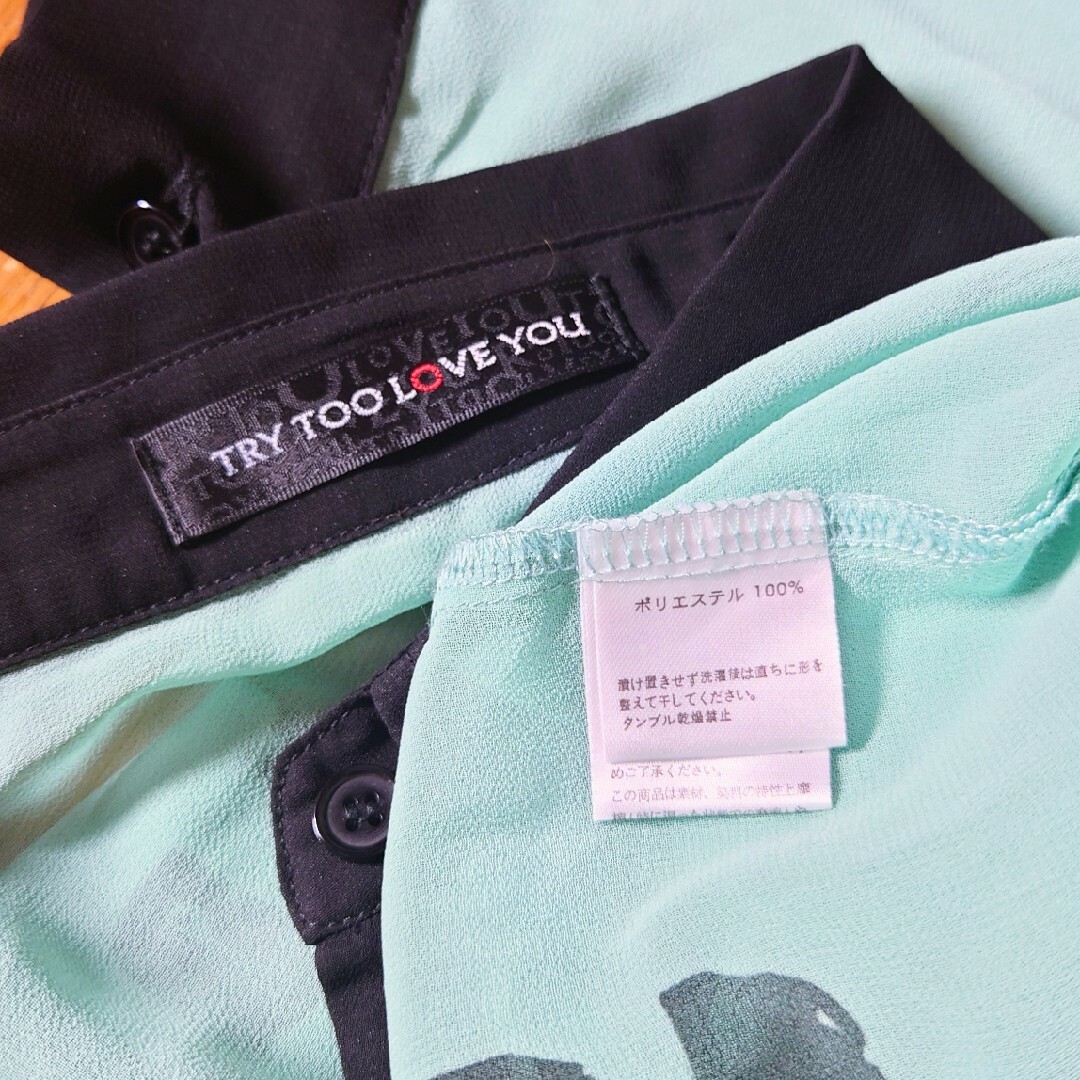 TRY TOO LOVE YOU
ポリエステル 100%
漬け置きせず洗濯後は直ちに形を
整えて干してください。
タンブル乾燥禁止
めご了承ください。
この商品は素材、染料の特性上摩